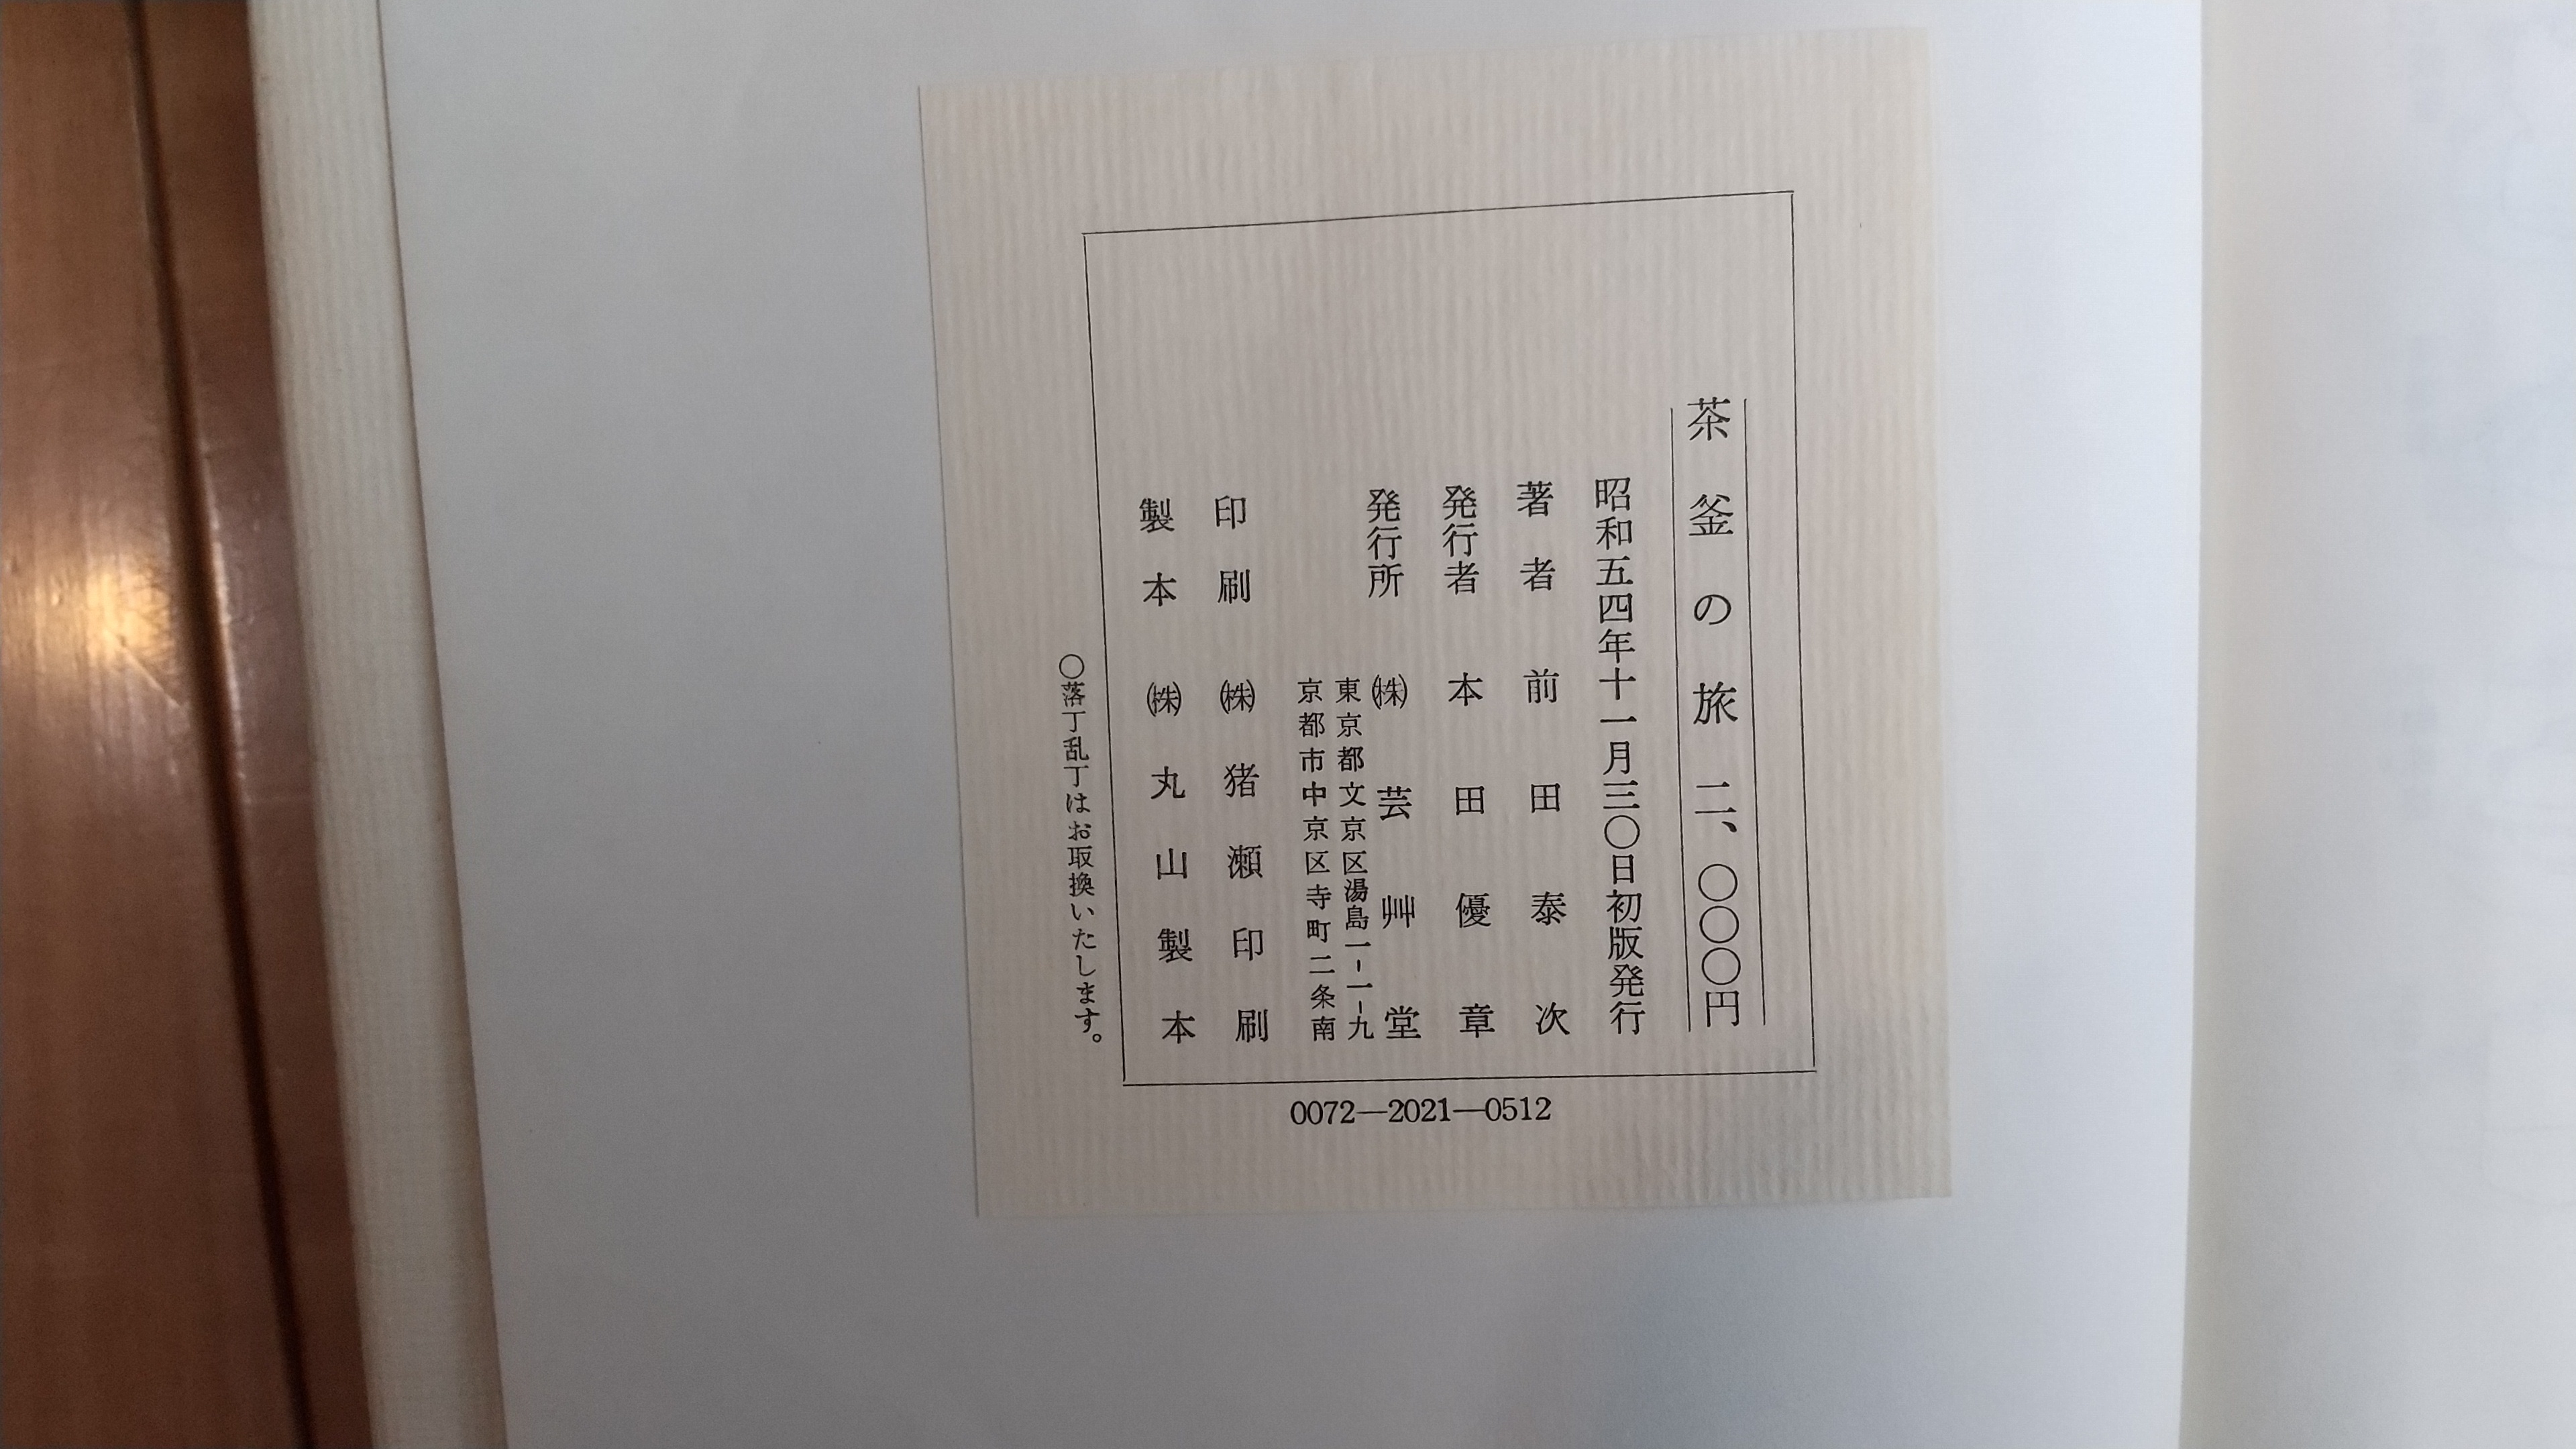 茶釜の旅 二、〇〇〇円
昭和五四年十一月三〇日初版発行
著者 前田泰次
発行者 本田優章
発行所 ㈱芸艸堂
東京都文京区湯島一-一-九
京都市中京区寺町二条南
印刷 ㈱猪瀬印刷
製本 ㈱丸山製本
〇落丁乱丁はお取換いたします。
0072—2021—0512